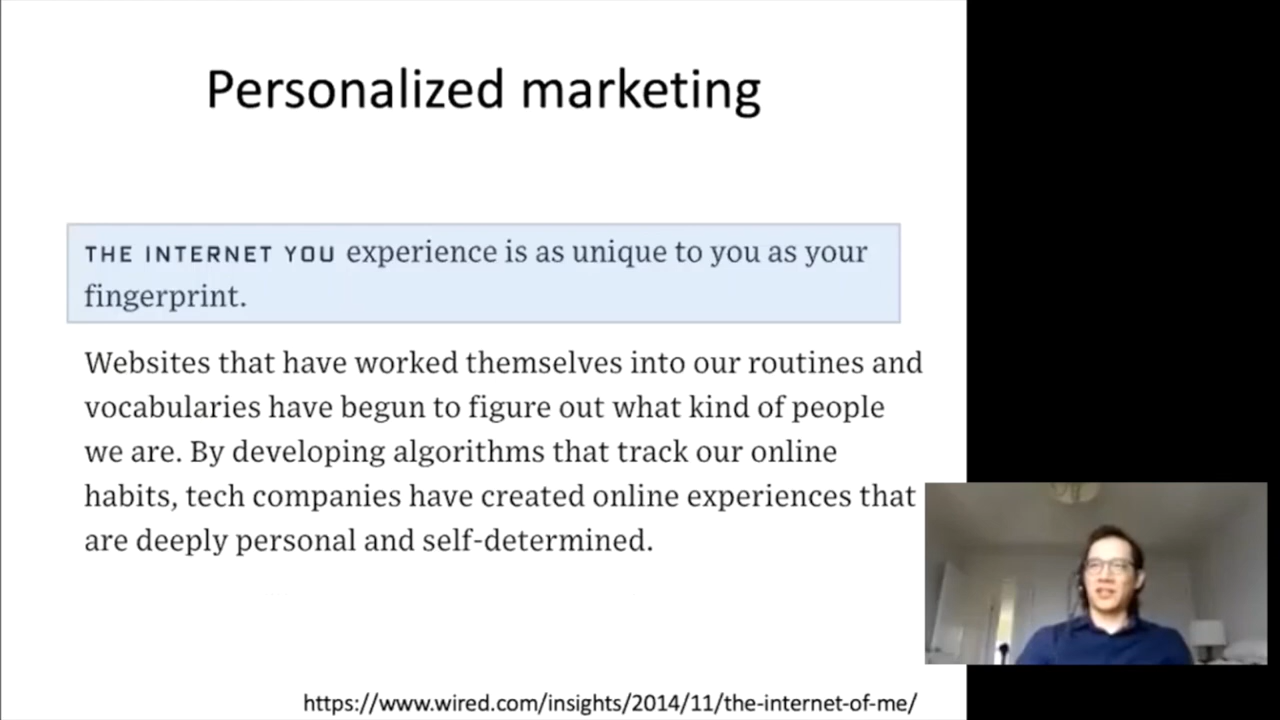 Personalized marketing
THE INTERNET YOU experience is as unique to you as your
fingerprint.
Websites that have worked themselves into our routines and
vocabularies have begun to figure out what kind of people
we are. By developing algorithms that track our online
habits, tech companies have created online experiences that
are deeply personal and self-determined.
https://www.wired.com/insights/2014/11/the-internet-of-me/